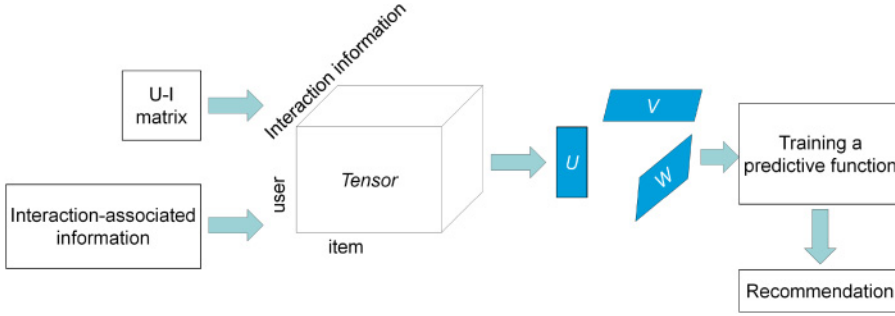 U-I
matrix
Interaction-associated
information
Interaction information
user
Tensor
item
U
V
W
Training a
predictive function
Recommendation